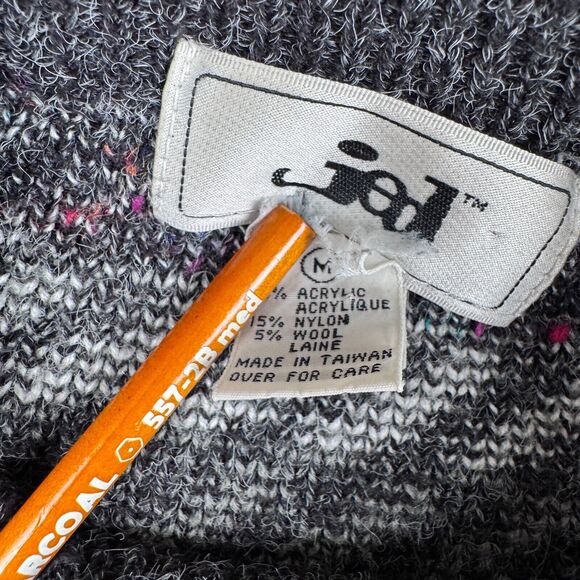 jed™
M
% ACRYLIC
ACRYLIQUE
15% NYLON
5% WOOL
LAINE
MADE IN TAIWAN
OVER FOR CARE
RCOAL 557-2B med